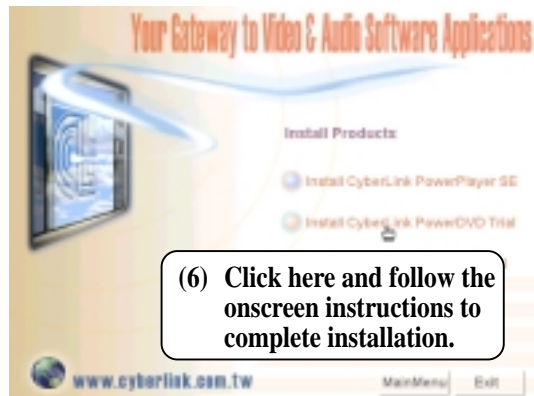 Your Gateway to Video & Audio Software Applications
Install Products
Install CyberLink PowerPlayer SE
Install CyberLink PowerDVD Trial
(6) Click here and follow the
onscreen instructions to
complete installation.
www.cyberlink.com.tw
MainMenu
Exit